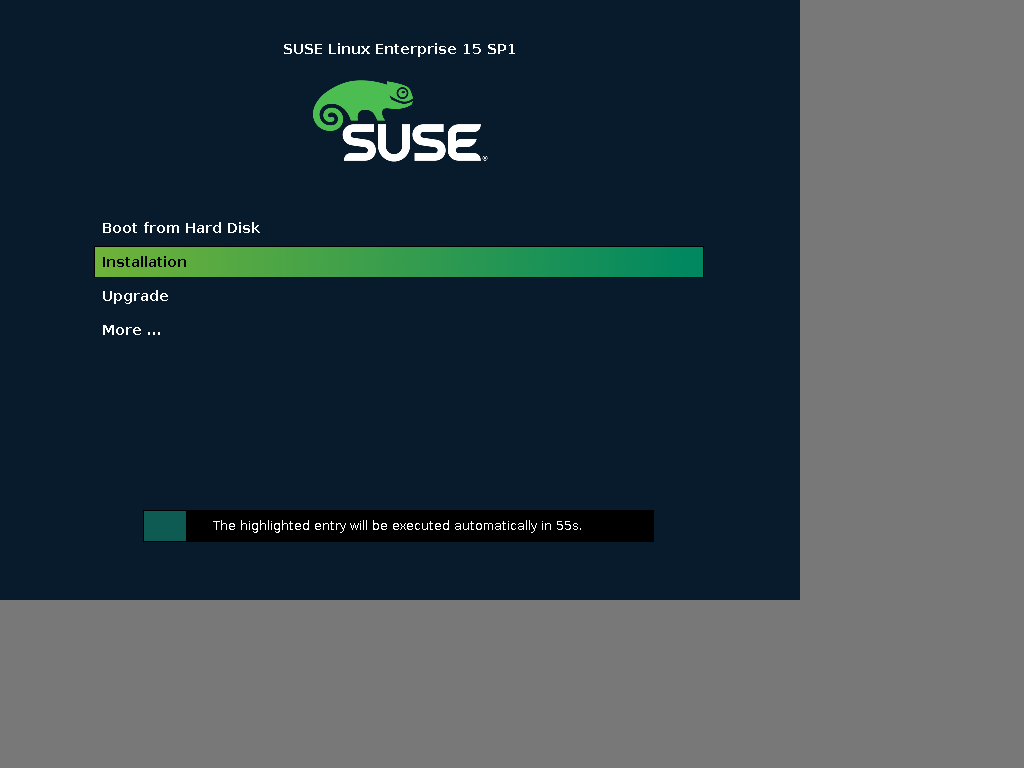 SUSE Linux Enterprise 15 SP1
SUSE®
Boot from Hard Disk
Installation
Upgrade
More ...
The highlighted entry will be executed automatically in 55s.